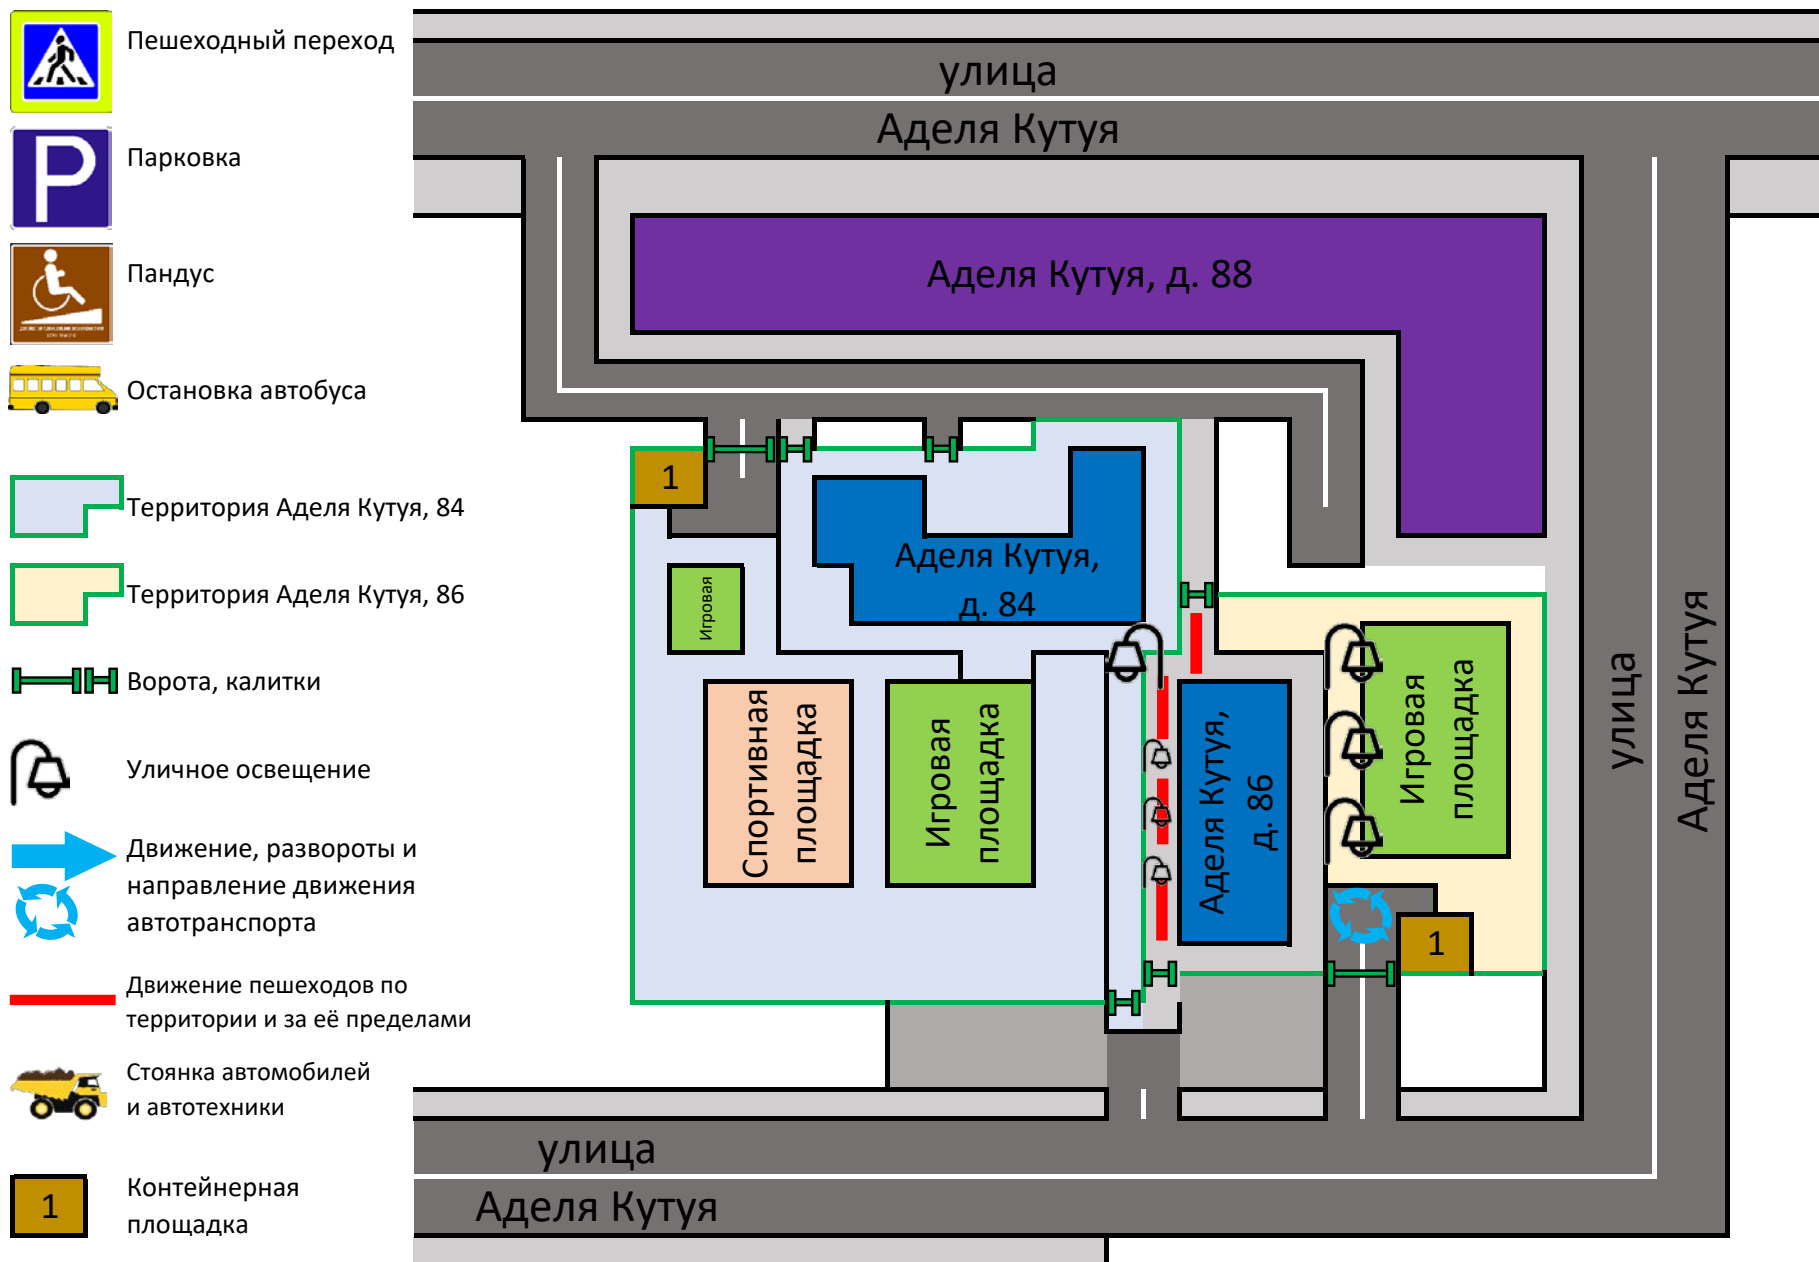 Пешеходный переход
Парковка
Пандус
Остановка автобуса
Территория Аделя Кутуя, 84
Территория Аделя Кутуя, 86
Ворота, калитки
Уличное освещение
Движение, развороты и
направление движения
автотранспорта
Движение пешеходов по
территории и за её пределами
Стоянка автомобилей
и автотехники
1
Контейнерная
площадка
улица
Аделя Кутуя
Аделя Кутуя, д. 88
1
Аделя Кутуя,
д. 84
Игровая
Спортивная
площадка
Игровая
площадка
Аделя Кутуя,
д. 86
Игровая
площадка
1
улица
Аделя Кутуя
улица
Аделя Кутуя